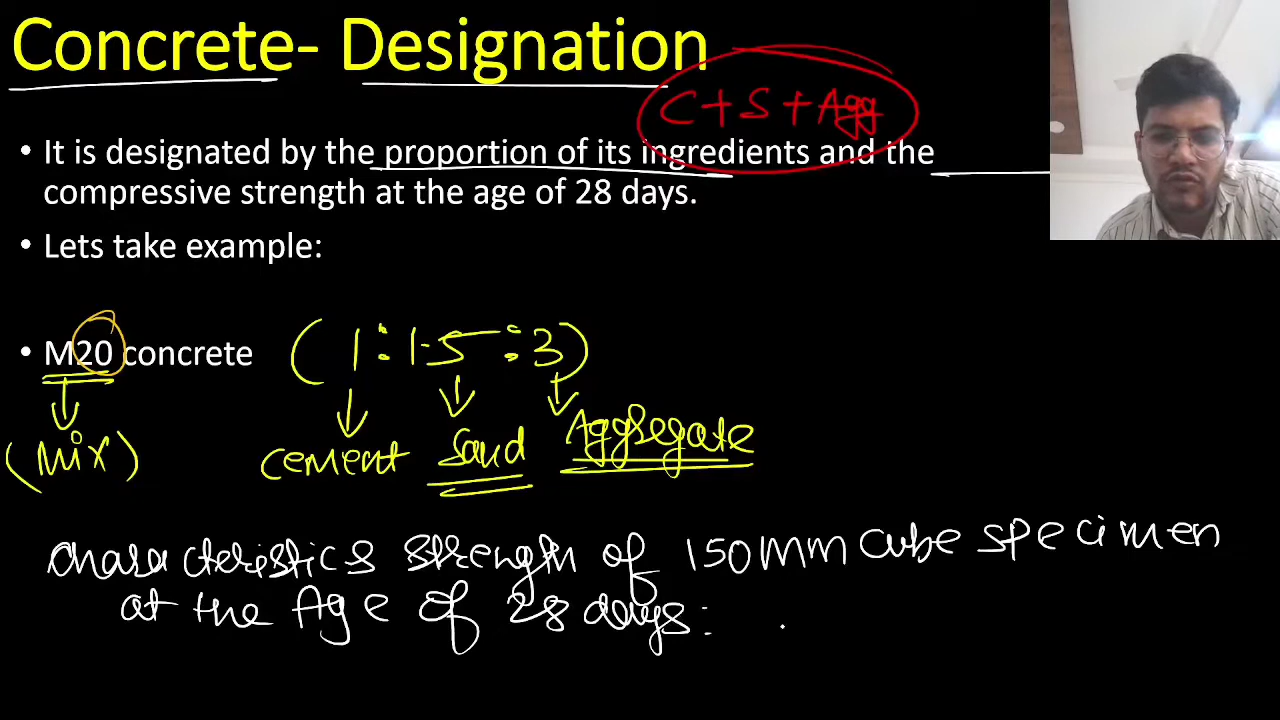 Concrete- Designation
C + S + Agg
• It is designated by the proportion of its ingredients and the
compressive strength at the age of 28 days.
• Lets take example:
• M20 concrete (1 : 1.5 : 3)
(Mix) cement Sand Aggregate
characteristics strength of 150mm cube specimen
at the Age of 28 days: